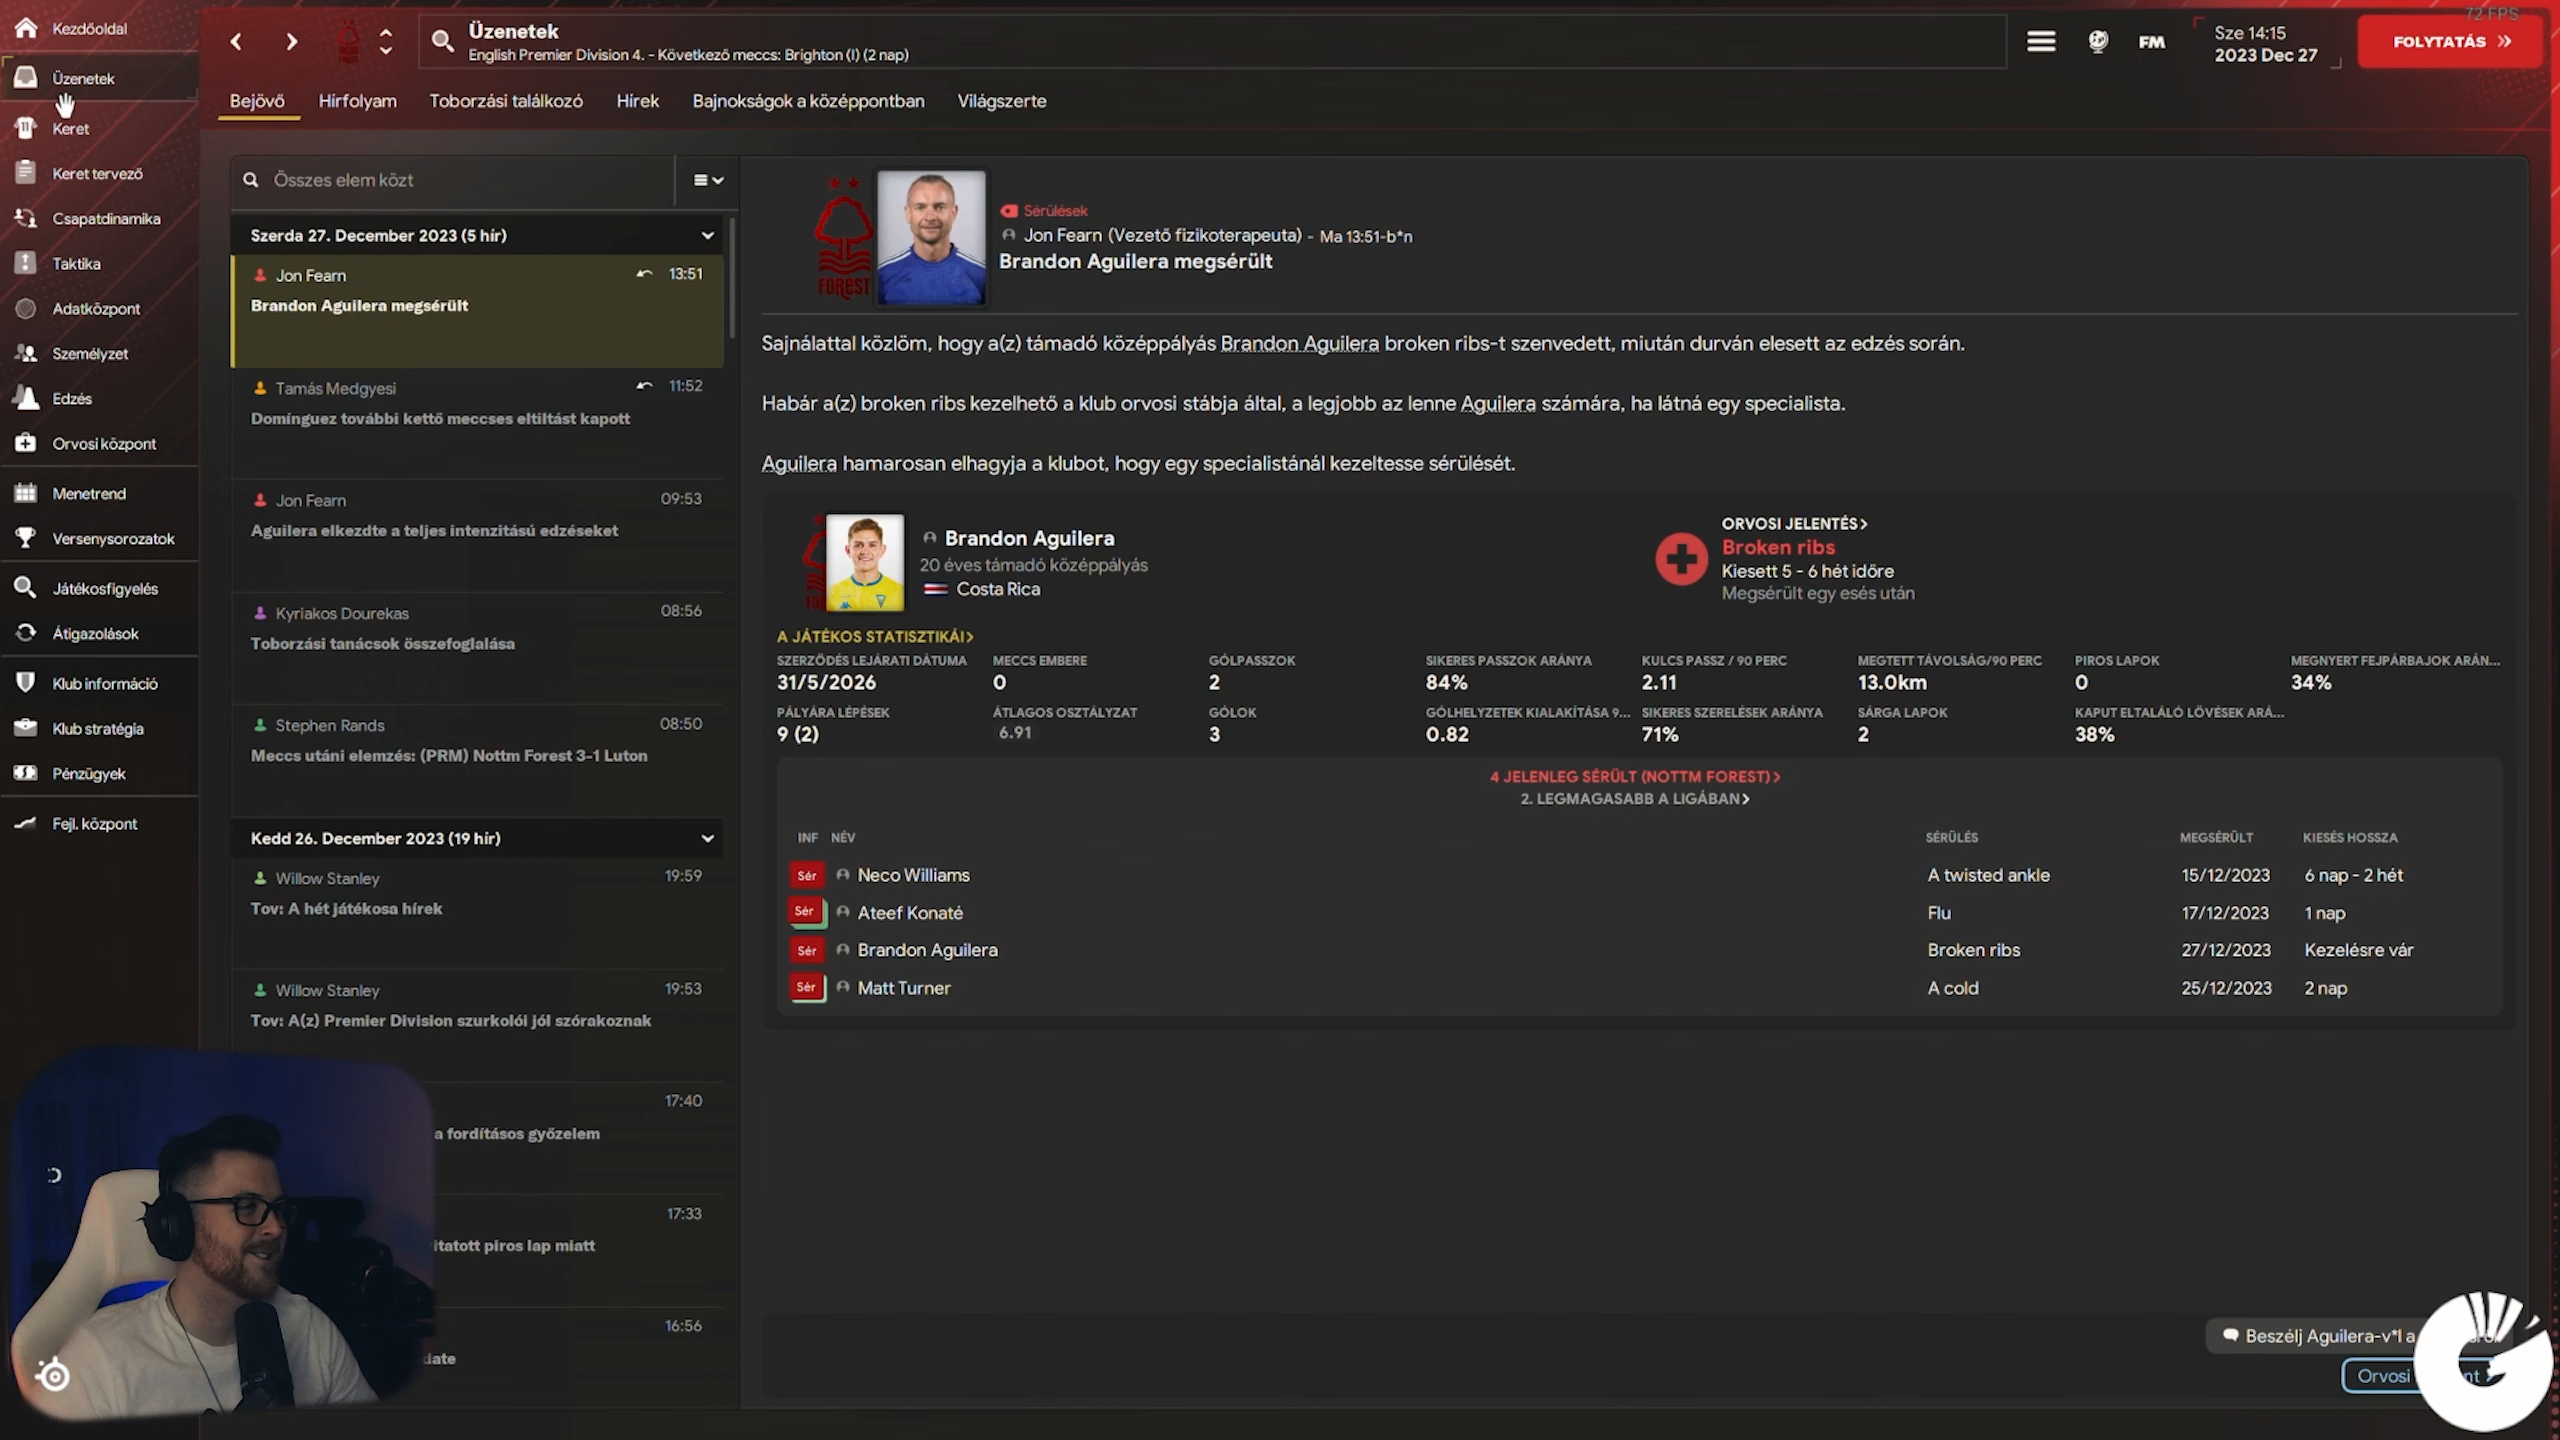 72 FPS
Kezdőoldal
Üzenetek
Keret
Keret tervező
Csapatdinamika
Taktika
Adatközpont
Személyzet
Edzés
Orvosi központ
Menetrend
Versenysorozatok
Játékosfigyelés
Átigazolások
Klub információ
Klub stratégia
Pénzügyek
Fejl. központ
Üzenetek
English Premier Division 4. - Következő meccs: Brighton (I) (2 nap)
FM
Sze 14:15
2023 Dec 27
FOLYTATÁS
Bejövő
Hírfolyam
Toborzási találkozó
Hírek
Bajnokságok a középpontban
Világszerte
Összes elem közt
Szerda 27. December 2023 (5 hír)
Jon Fearn 13:51
Brandon Aguilera megsérült
Tamás Medgyesi 11:52
Domínguez további kettő meccses eltiltást kapott
Jon Fearn 09:53
Aguilera elkezdte a teljes intenzitású edzéseket
Kyriakos Dourekas 08:56
Toborzási tanácsok összefoglalása
Stephen Rands 08:50
Meccs utáni elemzés: (PRM) Nottm Forest 3-1 Luton
Kedd 26. December 2023 (19 hír)
Willow Stanley 19:59
Tov: A hét játékosa hírek
Willow Stanley 19:53
Tov: A(z) Premier Division szurkolói jól szórakoznak
17:40
a fordításos győzelem
17:33
piros lap miatt
16:56
FOREST
Sérülések
Jon Fearn (Vezető fizikoterapeuta) - Ma 13:51-b*n
Brandon Aguilera megsérült
Sajnálattal közlöm, hogy a(z) támadó középpályás Brandon Aguilera broken ribs-t szenvedett, miután durván elesett az edzés során.
Habár a(z) broken ribs kezelhető a klub orvosi stábja által, a legjobb az lenne Aguilera számára, ha látná egy specialista.
Aguilera hamarosan elhagyja a klubot, hogy egy specialistánál kezeltesse sérülését.
Brandon Aguilera
20 éves támadó középpályás
Costa Rica
ORVOSI JELENTÉS>
Broken ribs
Kiesett 5 - 6 hét időre
Megsérült egy esés után
A JÁTÉKOS STATISZTIKÁI>
SZERZŐDÉS LEJÁRATI DÁTUMA MECCS EMBERE GÓLPASSZOK SIKERES PASSZOK ARÁNYA KULCS PASSZ / 90 PERC MEGTETT TÁVOLSÁG/90 PERC PIROS LAPOK MEGNYERT FEJPÁRBAJOK ARÁN...
31/5/2026 0 2 84% 2.11 13.0km 0 34%
PÁLYÁRA LÉPÉSEK ÁTLAGOS OSZTÁLYZAT GÓLOK GÓLHELYZETEK KIALAKÍTÁSA 9... SIKERES SZERELÉSEK ARÁNYA SÁRGA LAPOK KAPUT ELTALÁLÓ LÖVÉSEK ARÁ...
9 (2) 6.91 3 0.82 71% 2 38%
4 JELENLEG SÉRÜLT (NOTTM FOREST)>
2. LEGMAGASABB A LIGÁBAN>
INF NÉV SÉRÜLÉS MEGSÉRÜLT KIESÉS HOSSZA
Sér Neco Williams A twisted ankle 15/12/2023 6 nap - 2 hét
Sér Ateef Konaté Flu 17/12/2023 1 nap
Sér Brandon Aguilera Broken ribs 27/12/2023 Kezelésre vár
Sér Matt Turner A cold 25/12/2023 2 nap
Beszélj Aguilera-v*l a
Orvosi